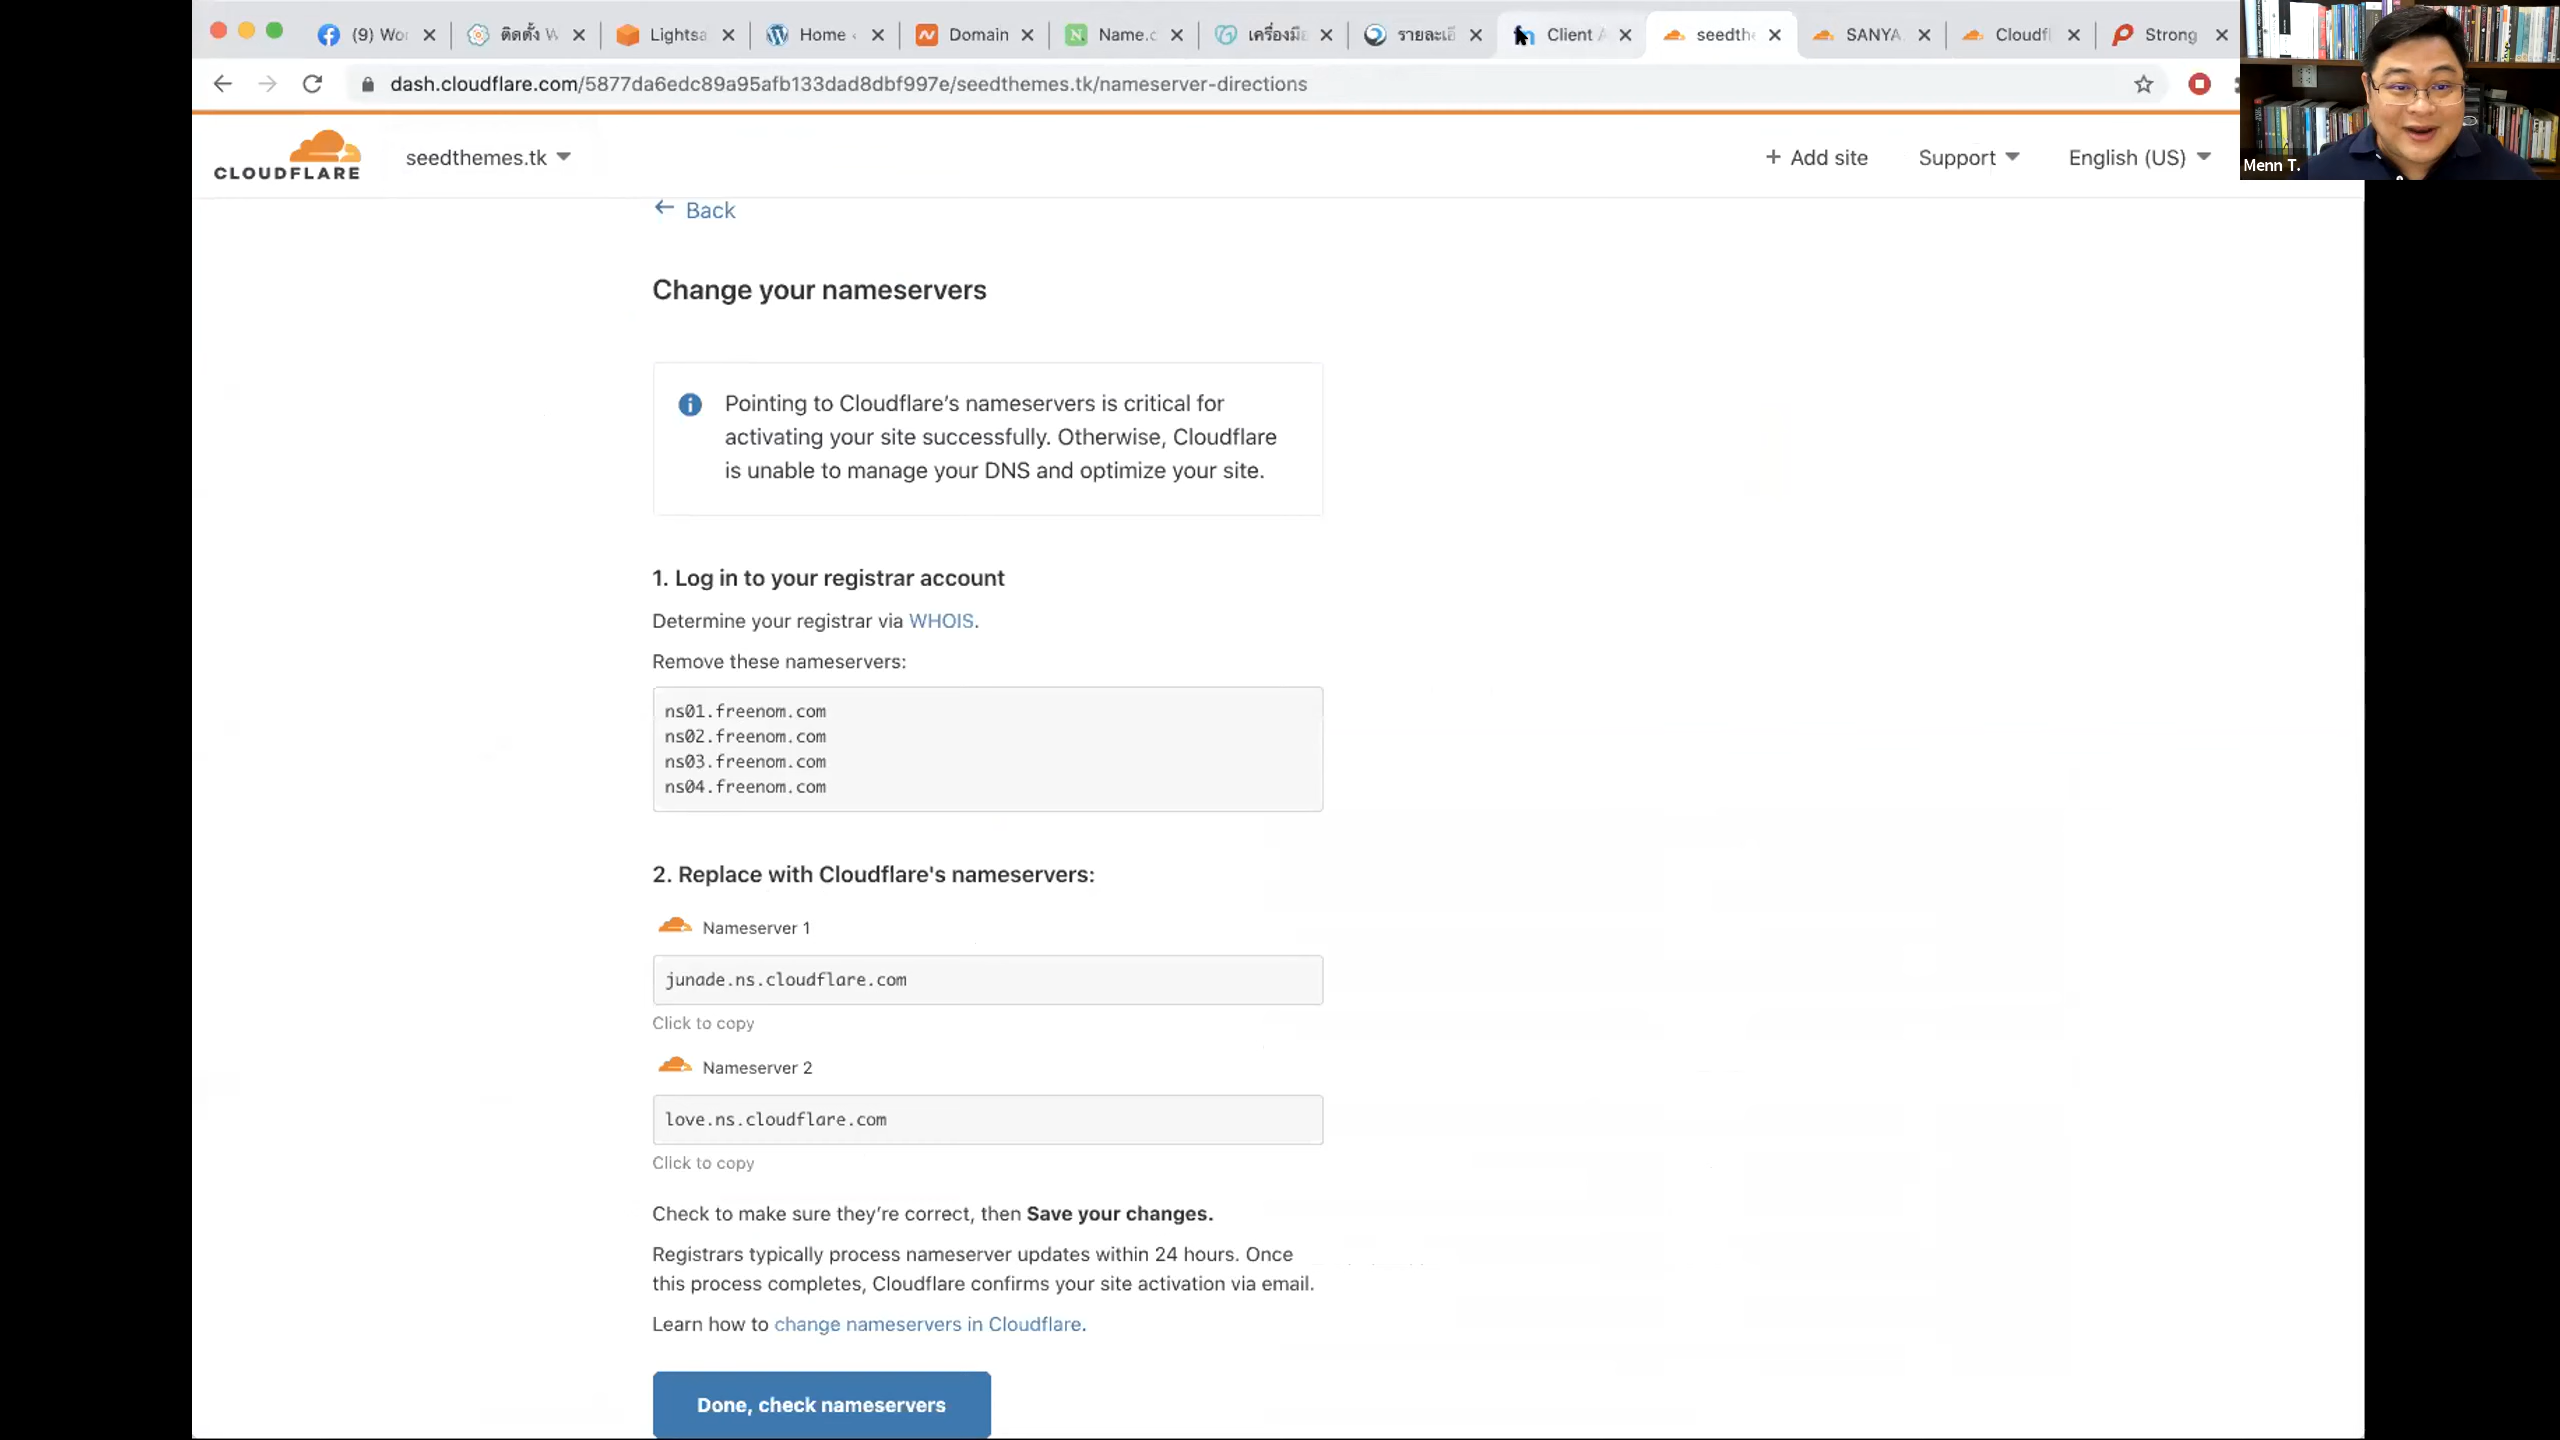 (9) Wor
ติดตั้ง W
Lightsa
Home
Domain
Name.c
เครื่องมือ
รายละเอี
Client A
seedthe
SANYA
Cloudfl
Strong
dash.cloudflare.com/5877da6edc89a95afb133dad8dbf997e/seedthemes.tk/nameserver-directions
CLOUDFLARE
seedthemes.tk
+ Add site
Support
English (US)
Menn T.
← Back
Change your nameservers
Pointing to Cloudflare’s nameservers is critical for
activating your site successfully. Otherwise, Cloudflare
is unable to manage your DNS and optimize your site.
1. Log in to your registrar account
Determine your registrar via WHOIS.
Remove these nameservers:
ns01.freenom.com
ns02.freenom.com
ns03.freenom.com
ns04.freenom.com
2. Replace with Cloudflare's nameservers:
Nameserver 1
junade.ns.cloudflare.com
Click to copy
Nameserver 2
love.ns.cloudflare.com
Click to copy
Check to make sure they’re correct, then Save your changes.
Registrars typically process nameserver updates within 24 hours. Once
this process completes, Cloudflare confirms your site activation via email.
Learn how to change nameservers in Cloudflare.
Done, check nameservers